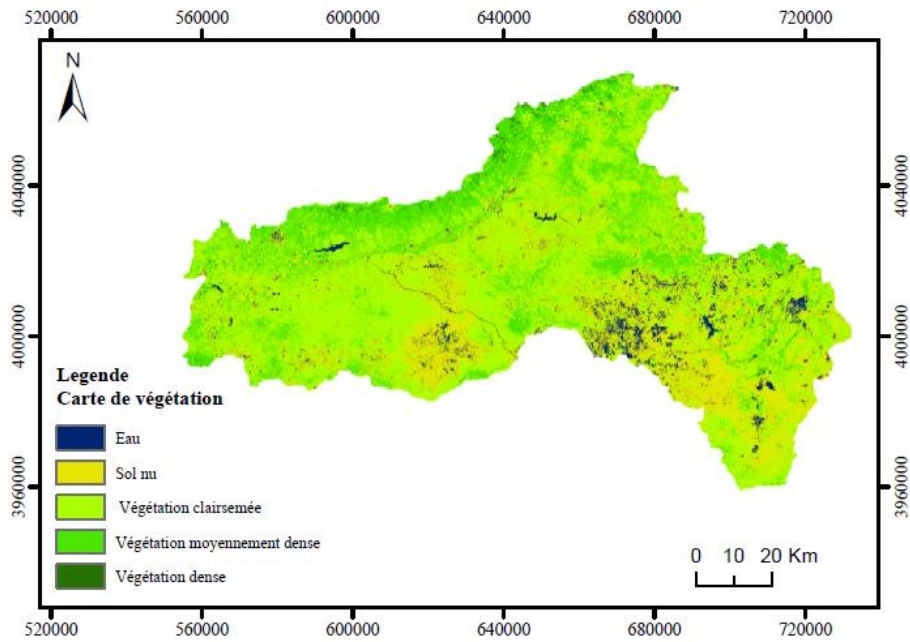 520000 560000 600000 640000 680000 720000
N
4040000 4040000
4000000 4000000
Legende
Carte de végétation
Eau
Sol nu
3960000 3960000
Végétation clairsemée
Végétation moyennement dense
0 10 20 Km
Végétation dense
520000 560000 600000 640000 680000 720000